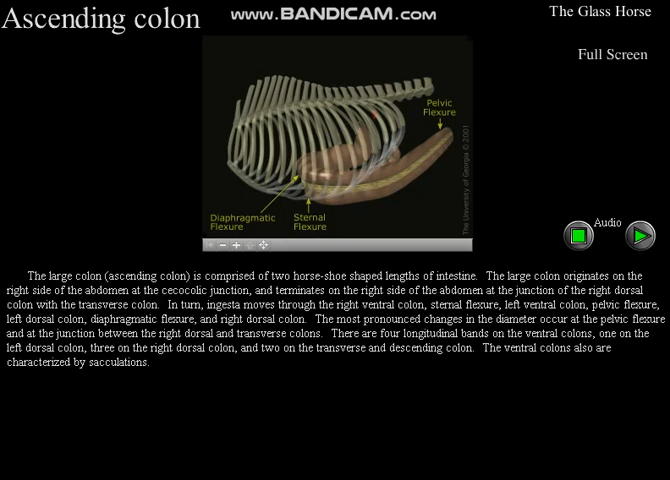 Ascending colon
www.BANDICAM.com
The Glass Horse
Full Screen
Pelvic
Flexure
The University of Georgia © 2001
Diaphragmatic
Flexure
Sternal
Flexure
Audio
The large colon (ascending colon) is comprised of two horse-shoe shaped lengths of intestine. The large colon originates on the
right side of the abdomen at the cecocolic junction, and terminates on the right side of the abdomen at the junction of the right dorsal
colon with the transverse colon. In turn, ingesta moves through the right ventral colon, sternal flexure, left ventral colon, pelvic flexure,
left dorsal colon, diaphragmatic flexure, and right dorsal colon. The most pronounced changes in the diameter occur at the pelvic flexure
and at the junction between the right dorsal and transverse colons. There are four longitudinal bands on the ventral colons, one on the
left dorsal colon, three on the right dorsal colon, and two on the transverse and descending colon. The ventral colons also are
characterized by sacculations.